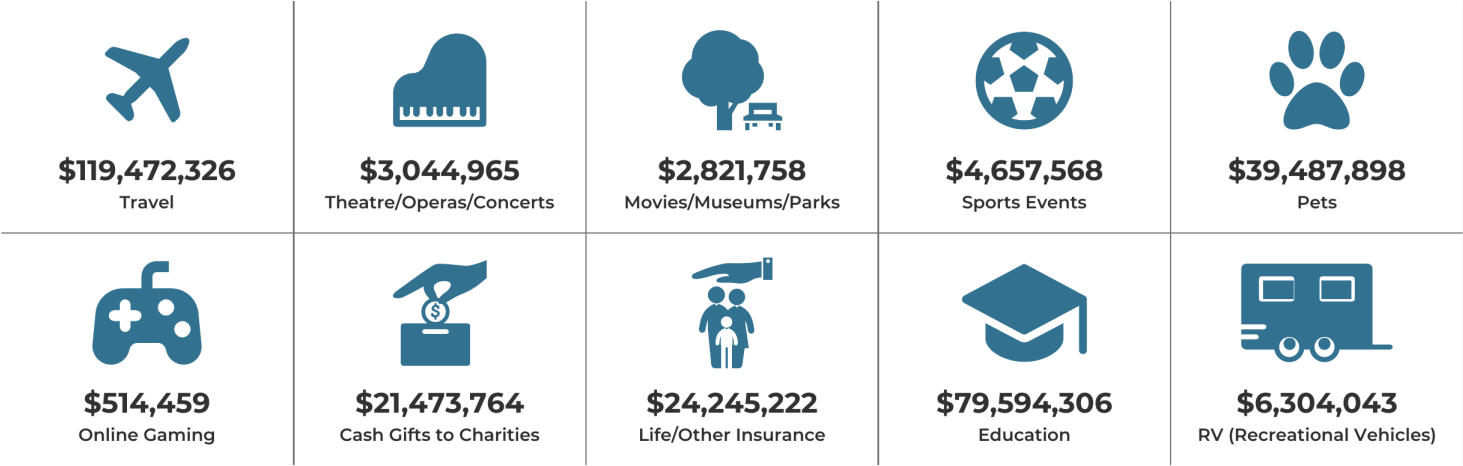 $119,472,326
Travel
$3,044,965
Theatre/Operas/Concerts
$2,821,758
Movies/Museums/Parks
$4,657,568
Sports Events
$39,487,898
Pets
$514,459
Online Gaming
$
$21,473,764
Cash Gifts to Charities
$24,245,222
Life/Other Insurance
$79,594,306
Education
$6,304,043
RV (Recreational Vehicles)